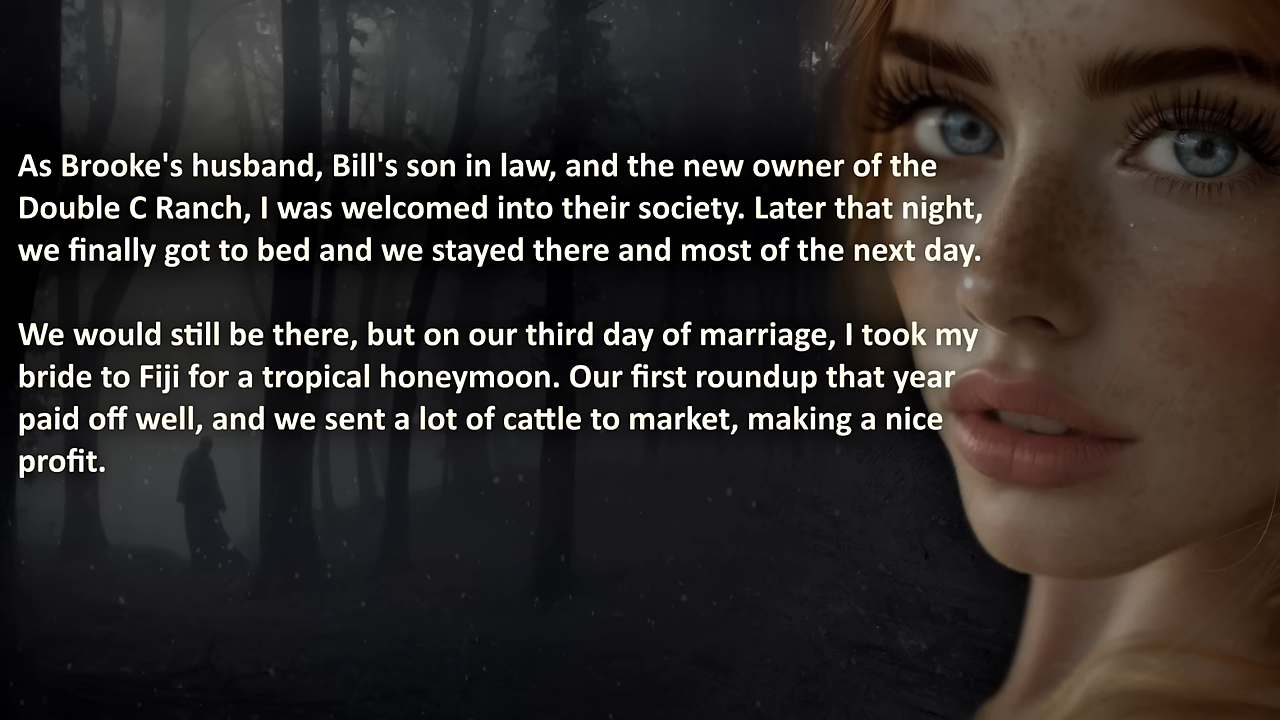 As Brooke's husband, Bill's son in law, and the new owner of the
Double C Ranch, I was welcomed into their society. Later that night,
we finally got to bed and we stayed there and most of the next day.
We would still be there, but on our third day of marriage, I took my
bride to Fiji for a tropical honeymoon. Our first roundup that year
paid off well, and we sent a lot of cattle to market, making a nice
profit.